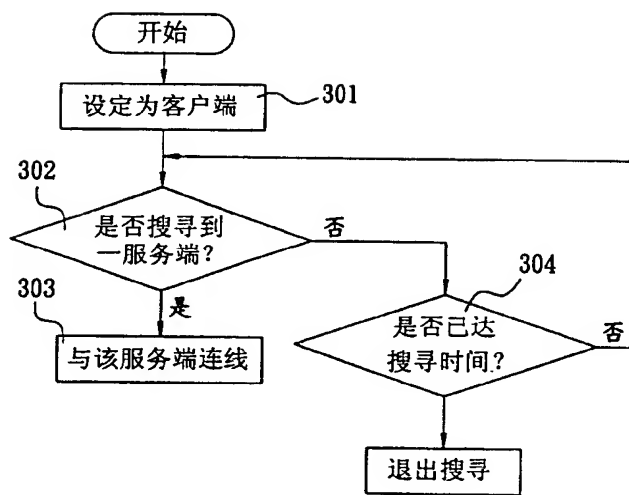 开始
设定为客户端
301
302
是否搜寻到
一服务端?
否
是
303
与该服务端连线
304
是否已达
搜寻时间?
否
退出搜寻